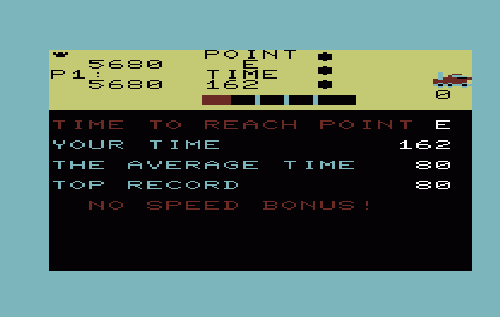 POINT
5680 E
P1: TIME
5680 162
0
TIME TO REACH POINT E
YOUR TIME 162
THE AVERAGE TIME 80
TOP RECORD 80
NO SPEED BONUS!